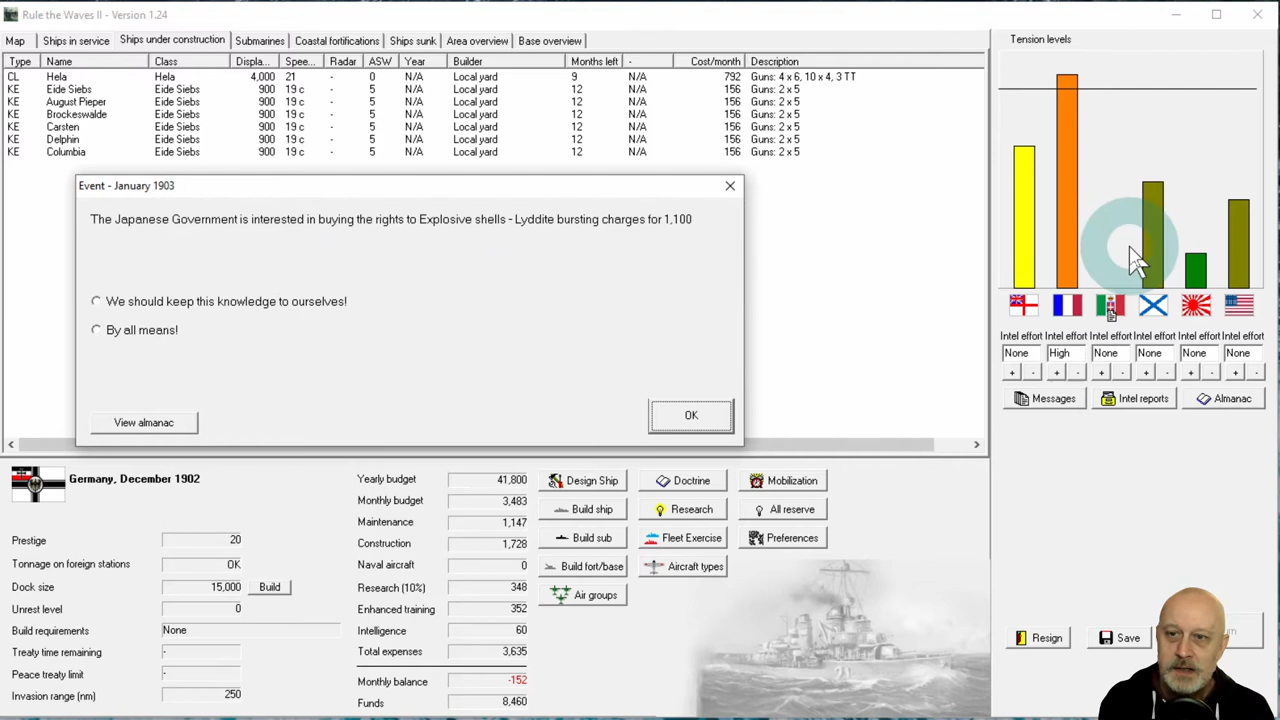 Rule the Waves II - Version 1.24
Map Ships in service Ships under construction Submarines Coastal fortifications Ships sunk Area overview Base overview
Type Name Class Displa... Spee... Radar ASW Year Builder Months left - Cost/month Description
CL Hela Hela 4,000 21 - 0 N/A Local yard 9 N/A 792 Guns: 4 x 6, 10 x 4, 3 TT
KE Eide Siebs Eide Siebs 900 19 c - 5 N/A Local yard 12 N/A 156 Guns: 2 x 5
KE August Pieper Eide Siebs 900 19 c - 5 N/A Local yard 12 N/A 156 Guns: 2 x 5
KE Brockeswalde Eide Siebs 900 19 c - 5 N/A Local yard 12 N/A 156 Guns: 2 x 5
KE Carsten Eide Siebs 900 19 c - 5 N/A Local yard 12 N/A 156 Guns: 2 x 5
KE Delphin Eide Siebs 900 19 c - 5 N/A Local yard 12 N/A 156 Guns: 2 x 5
KE Columbia Eide Siebs 900 19 c - 5 N/A Local yard 12 N/A 156 Guns: 2 x 5
Event - January 1903
The Japanese Government is interested in buying the rights to Explosive shells - Lyddite bursting charges for 1,100
We should keep this knowledge to ourselves!
By all means!
View almanac OK
Tension levels
Intel effort Intel effort Intel effort Intel effort Intel effort Intel effort
None High None None None None
+ - + - + - + - + - + -
Messages Intel reports Almanac
Germany, December 1902
Prestige 20
Tonnage on foreign stations OK
Dock size 15,000 Build
Unrest level 0
Build requirements None
Treaty time remaining -
Peace treaty limit -
Invasion range (nm) 250
Yearly budget 41,800
Monthly budget 3,483
Maintenance 1,147
Construction 1,728
Naval aircraft 0
Research (10%) 348
Enhanced training 352
Intelligence 60
Total expenses 3,635
Monthly balance -152
Funds 8,460
Design Ship Doctrine Mobilization
Build ship Research All reserve
Build sub Fleet Exercise Preferences
Build fort/base Aircraft types
Air groups
Resign Save